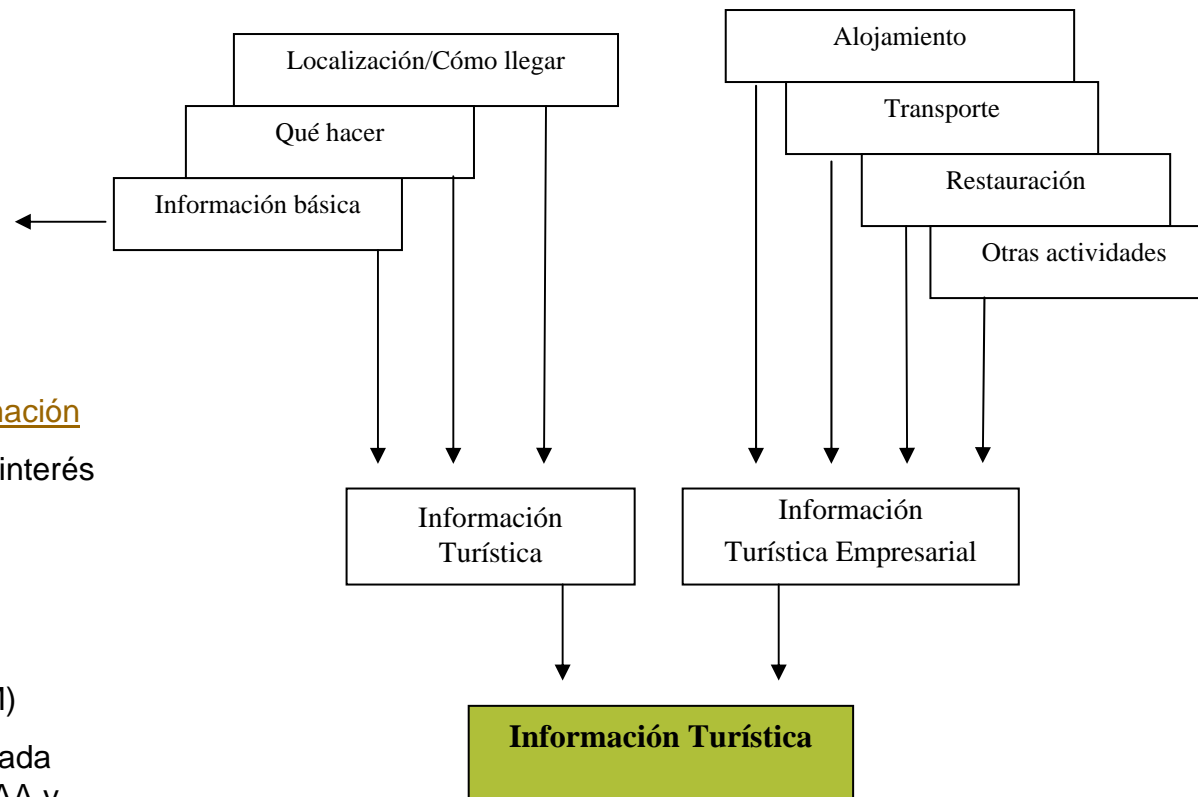 Localización/Cómo llegar
Qué hacer
Información básica
Alojamiento
Transporte
Restauración
Otras actividades
nación
interés
Información
Turística
Información
Turística Empresarial
)
ada
AA y
Información Turística